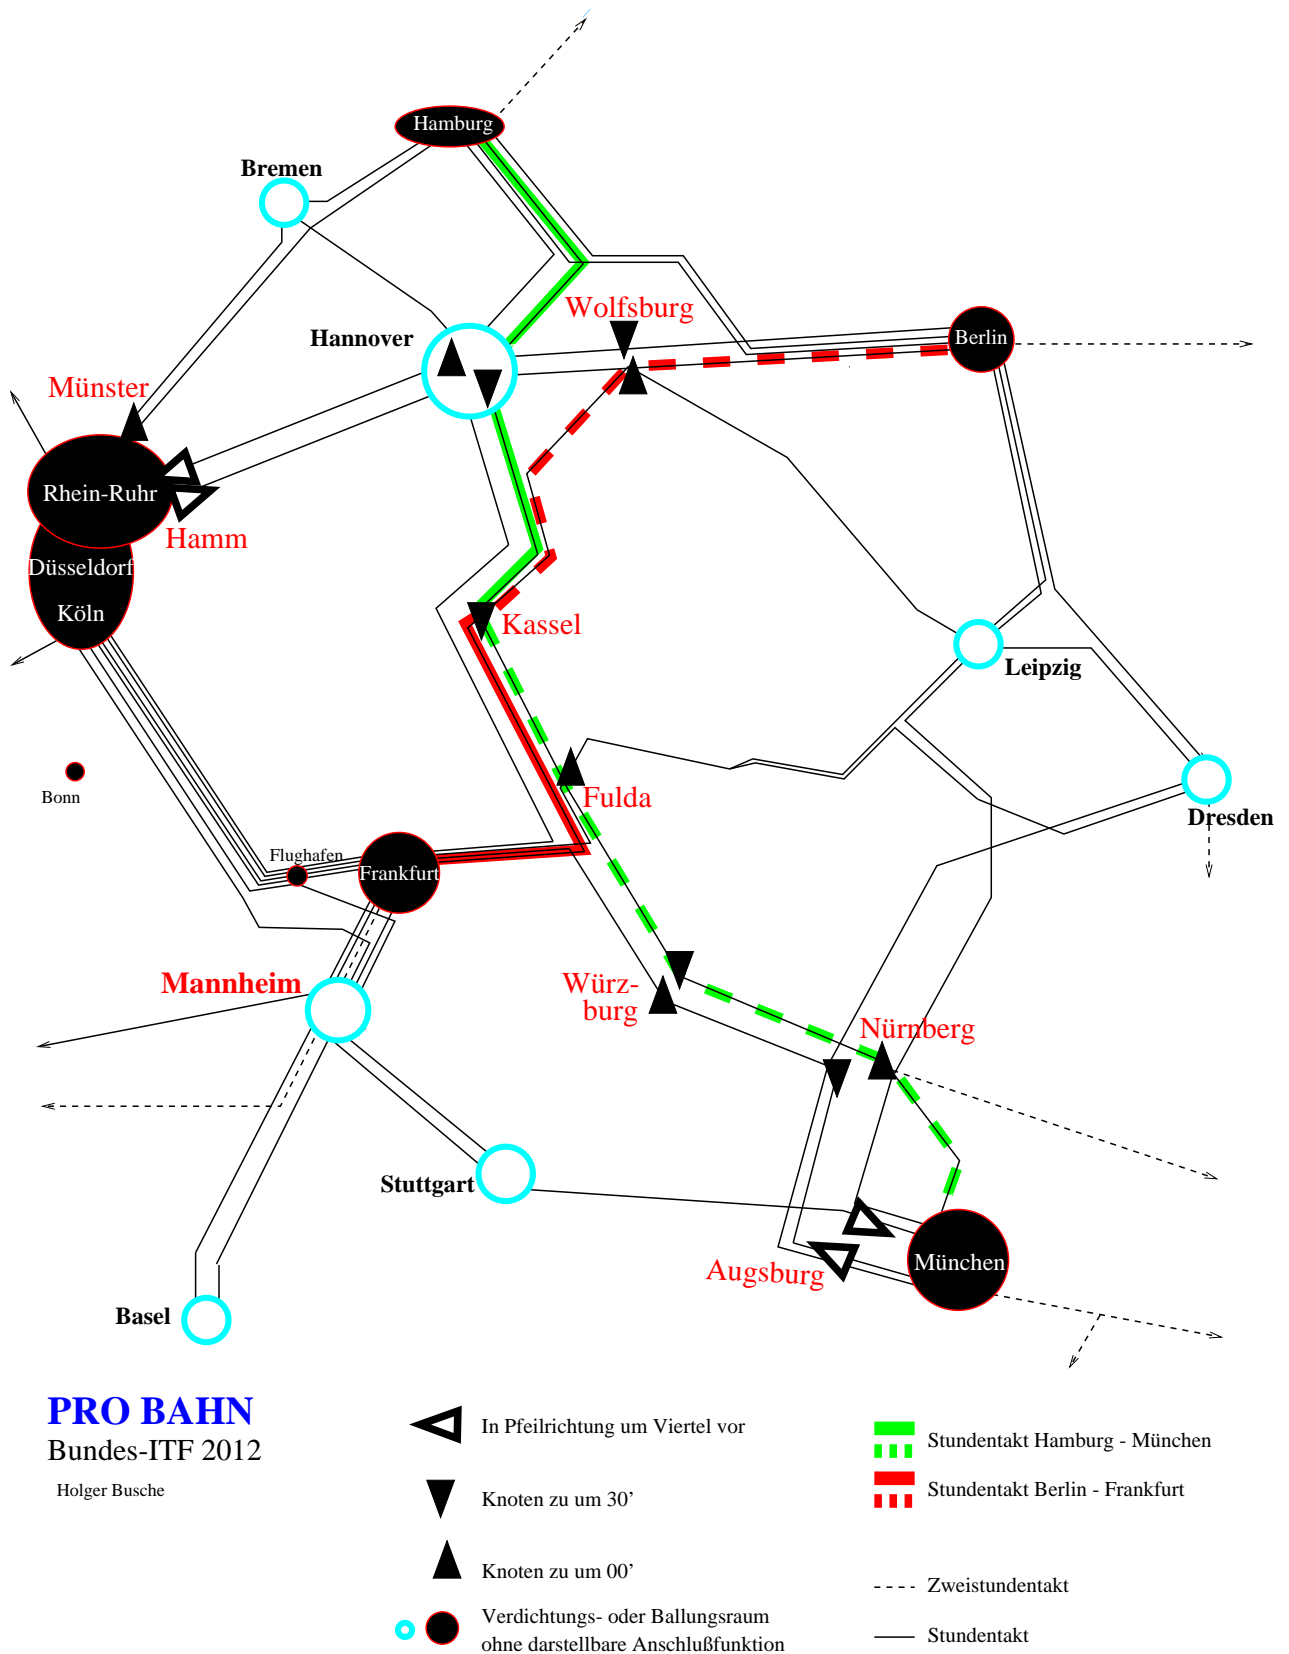 Hamburg
Bremen
Wolfsburg
Hannover
Berlin
Münster
Rhein-Ruhr
Hamm
Düsseldorf
Köln
Kassel
Leipzig
Fulda
Bonn
Dresden
Flughafen
Frankfurt
Mannheim
Würz-
burg
Nürnberg
Stuttgart
München
Augsburg
Basel
PRO BAHN
Bundes-ITF 2012
Holger Busche
In Pfeilrichtung um Viertel vor
Knoten zu um 30’
Knoten zu um 00’
Verdichtungs- oder Ballungsraum
ohne darstellbare Anschlußfunktion
Stundentakt Hamburg - München
Stundentakt Berlin - Frankfurt
Zweistundentakt
Stundentakt